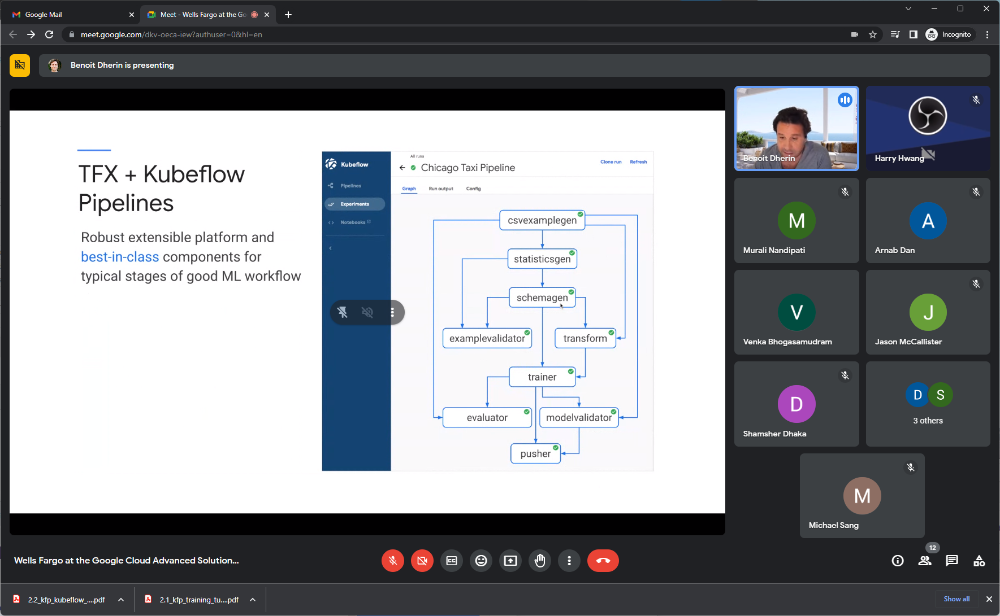 Google Mail
Meet - Wells Fargo at the Go
meet.google.com/dkv-oeca-iew?authuser=0&hl=en
Incognito
Benoit Dherin is presenting
TFX + Kubeflow
Pipelines
Robust extensible platform and
best-in-class components for
typical stages of good ML workflow
Kubeflow
Pipelines
Experiments
Notebooks
All runs
Chicago Taxi Pipeline
Clone run
Refresh
Graph
Run output
Config
csvexamplegen
statisticsgen
schemagen
examplevalidator
transform
trainer
evaluator
modelvalidator
pusher
Benoit Dherin
Harry Hwang
M
Murali Nandipati
A
Arnab Dan
V
Venka Bhogasamudram
J
Jason McCallister
D
Shamsher Dhaka
D
S
3 others
M
Michael Sang
Wells Fargo at the Google Cloud Advanced Solution...
12
2.2_kfp_kubeflow_....pdf
2.1_kfp_training_tu....pdf
Show all